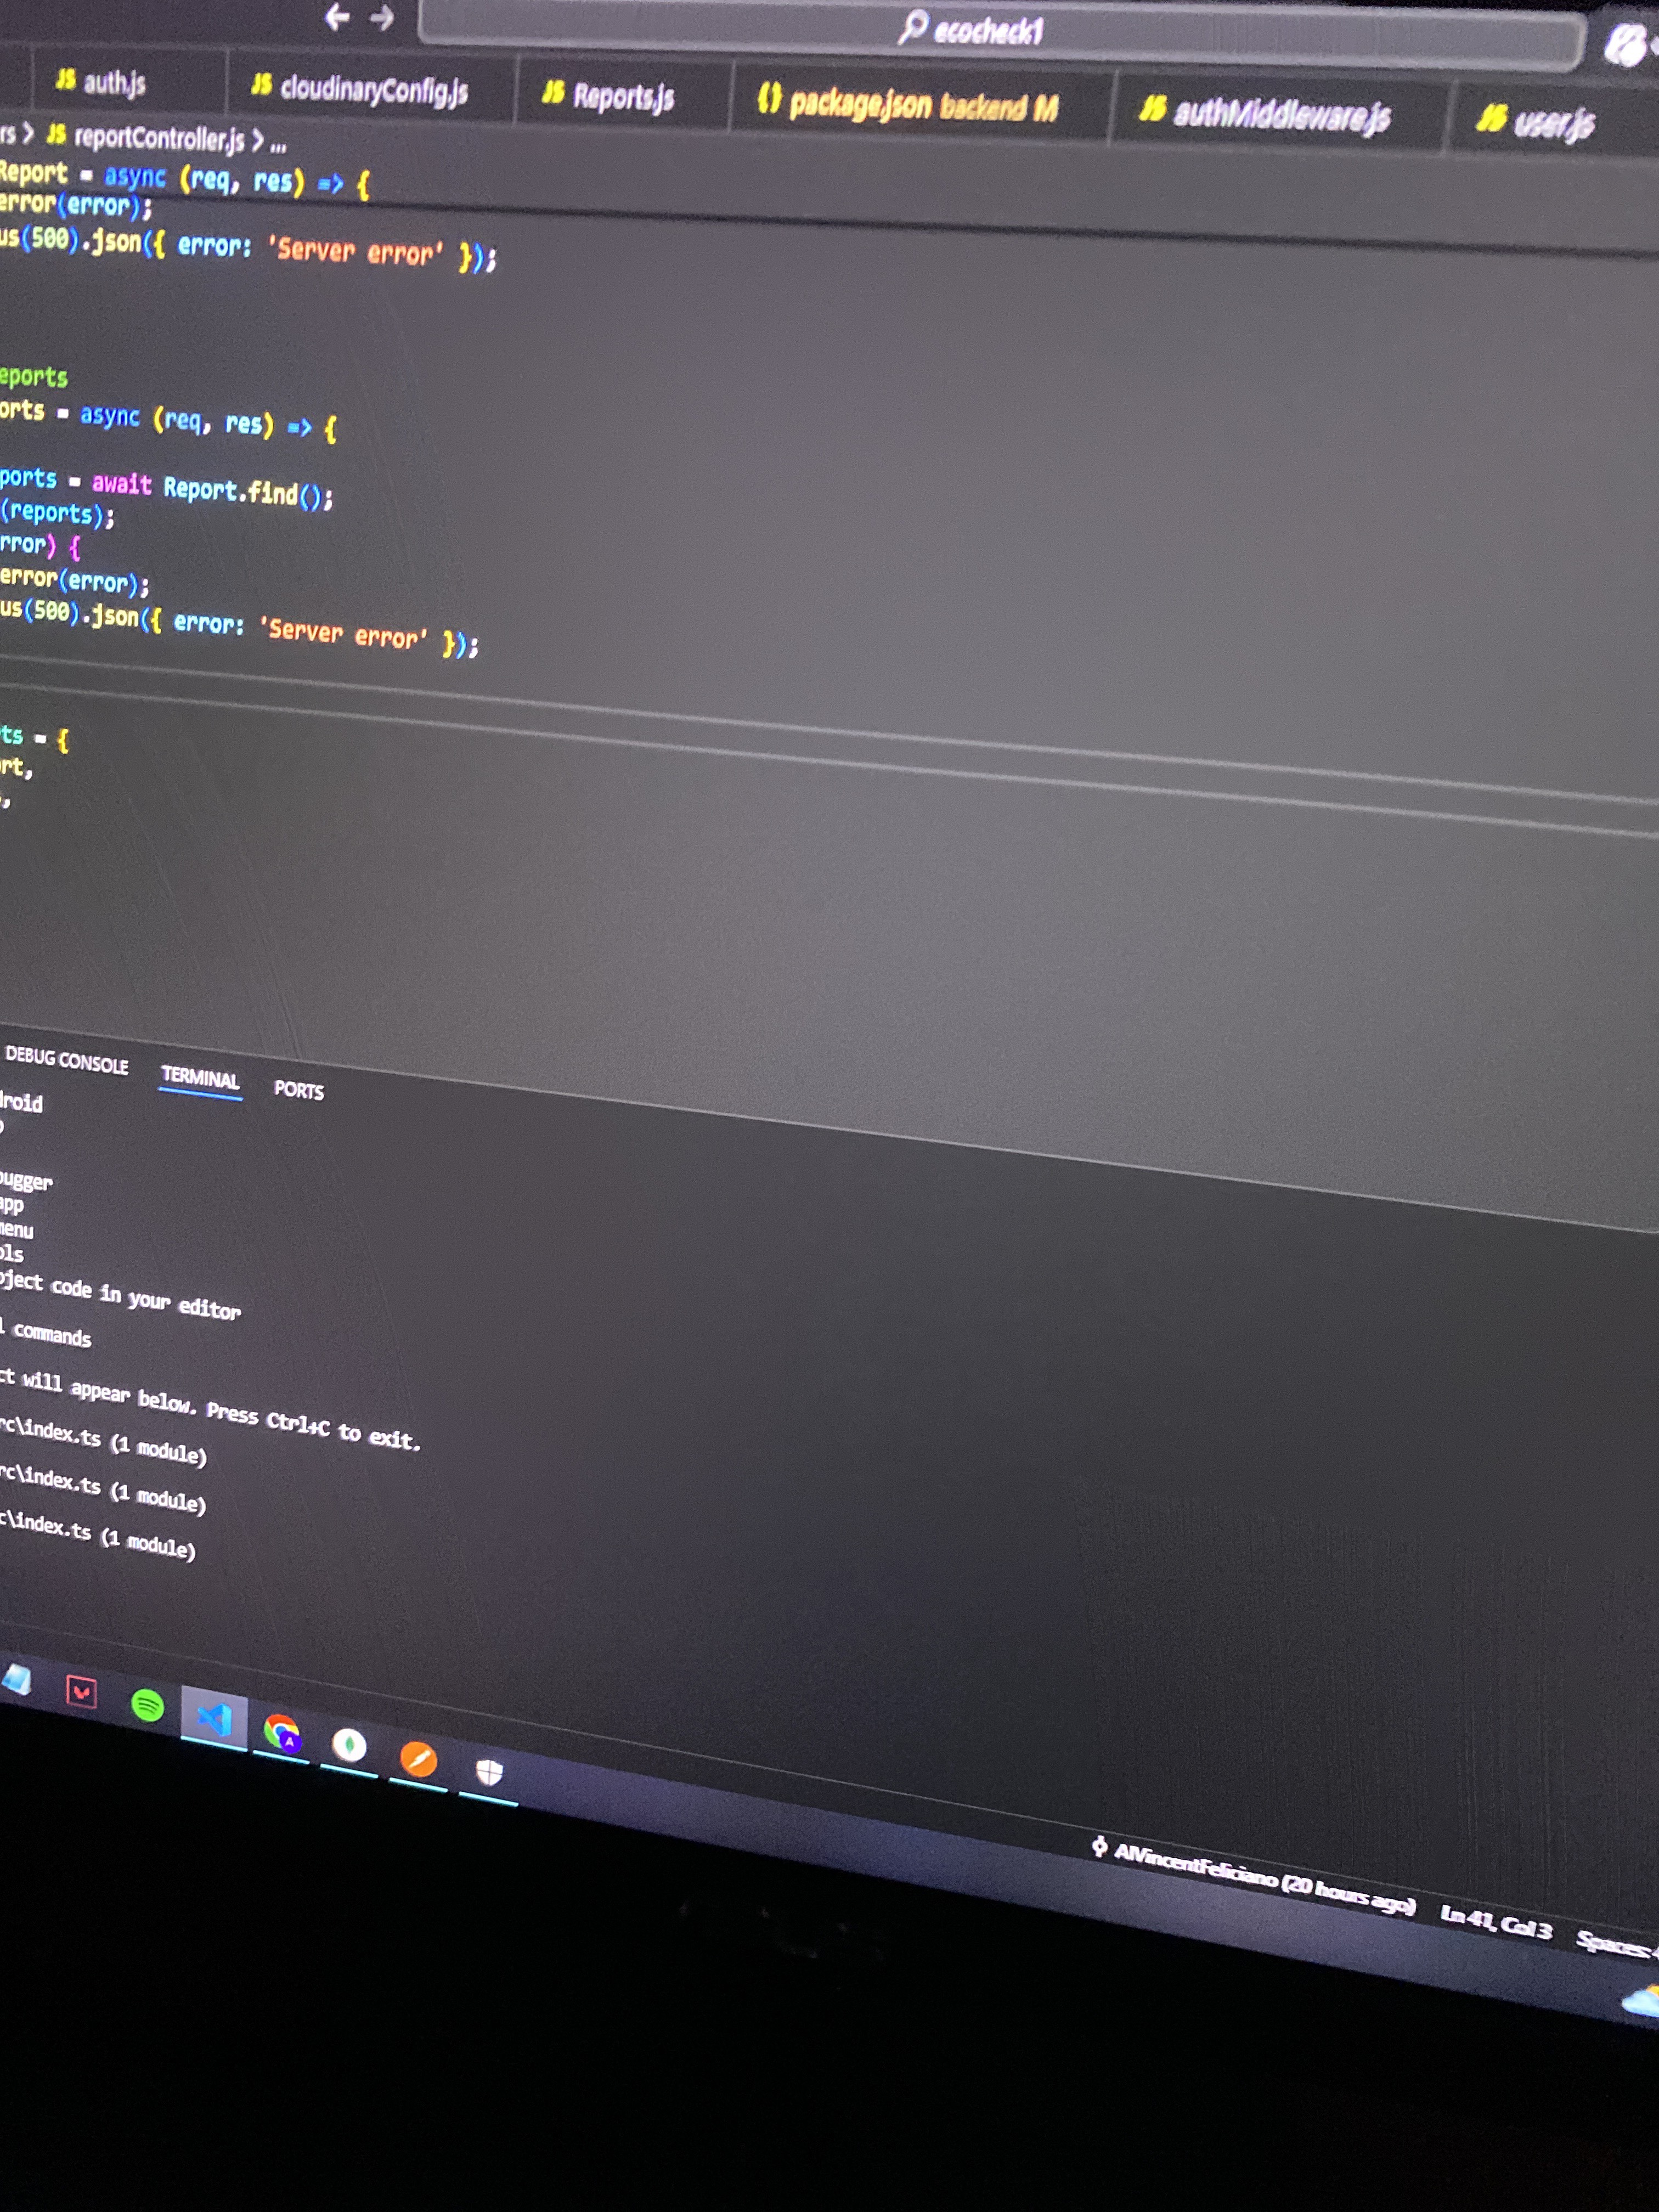 ecocheck1
JS auth.js
JS cloudinaryConfig.js
JS Reports.js
{} package.json backend M
JS authMiddleware.js
JS user.js
rs > JS reportController.js > ...
Report = async (req, res) => {
error(error);
us(500).json({ error: 'Server error' });
eports
orts = async (req, res) => {
ports = await Report.find();
(reports);
rror) {
error(error);
us(500).json({ error: 'Server error' });
ts = {
rt,
,
DEBUG CONSOLE TERMINAL PORTS
droid
bugger
app
menu
ols
oject code in your editor
l commands
ct will appear below. Press Ctrl+C to exit.
rc\index.ts (1 module)
rc\index.ts (1 module)
c\index.ts (1 module)
AlVincentFeliciano (20 hours ago) Ln 41, Col 3 Spaces: 4